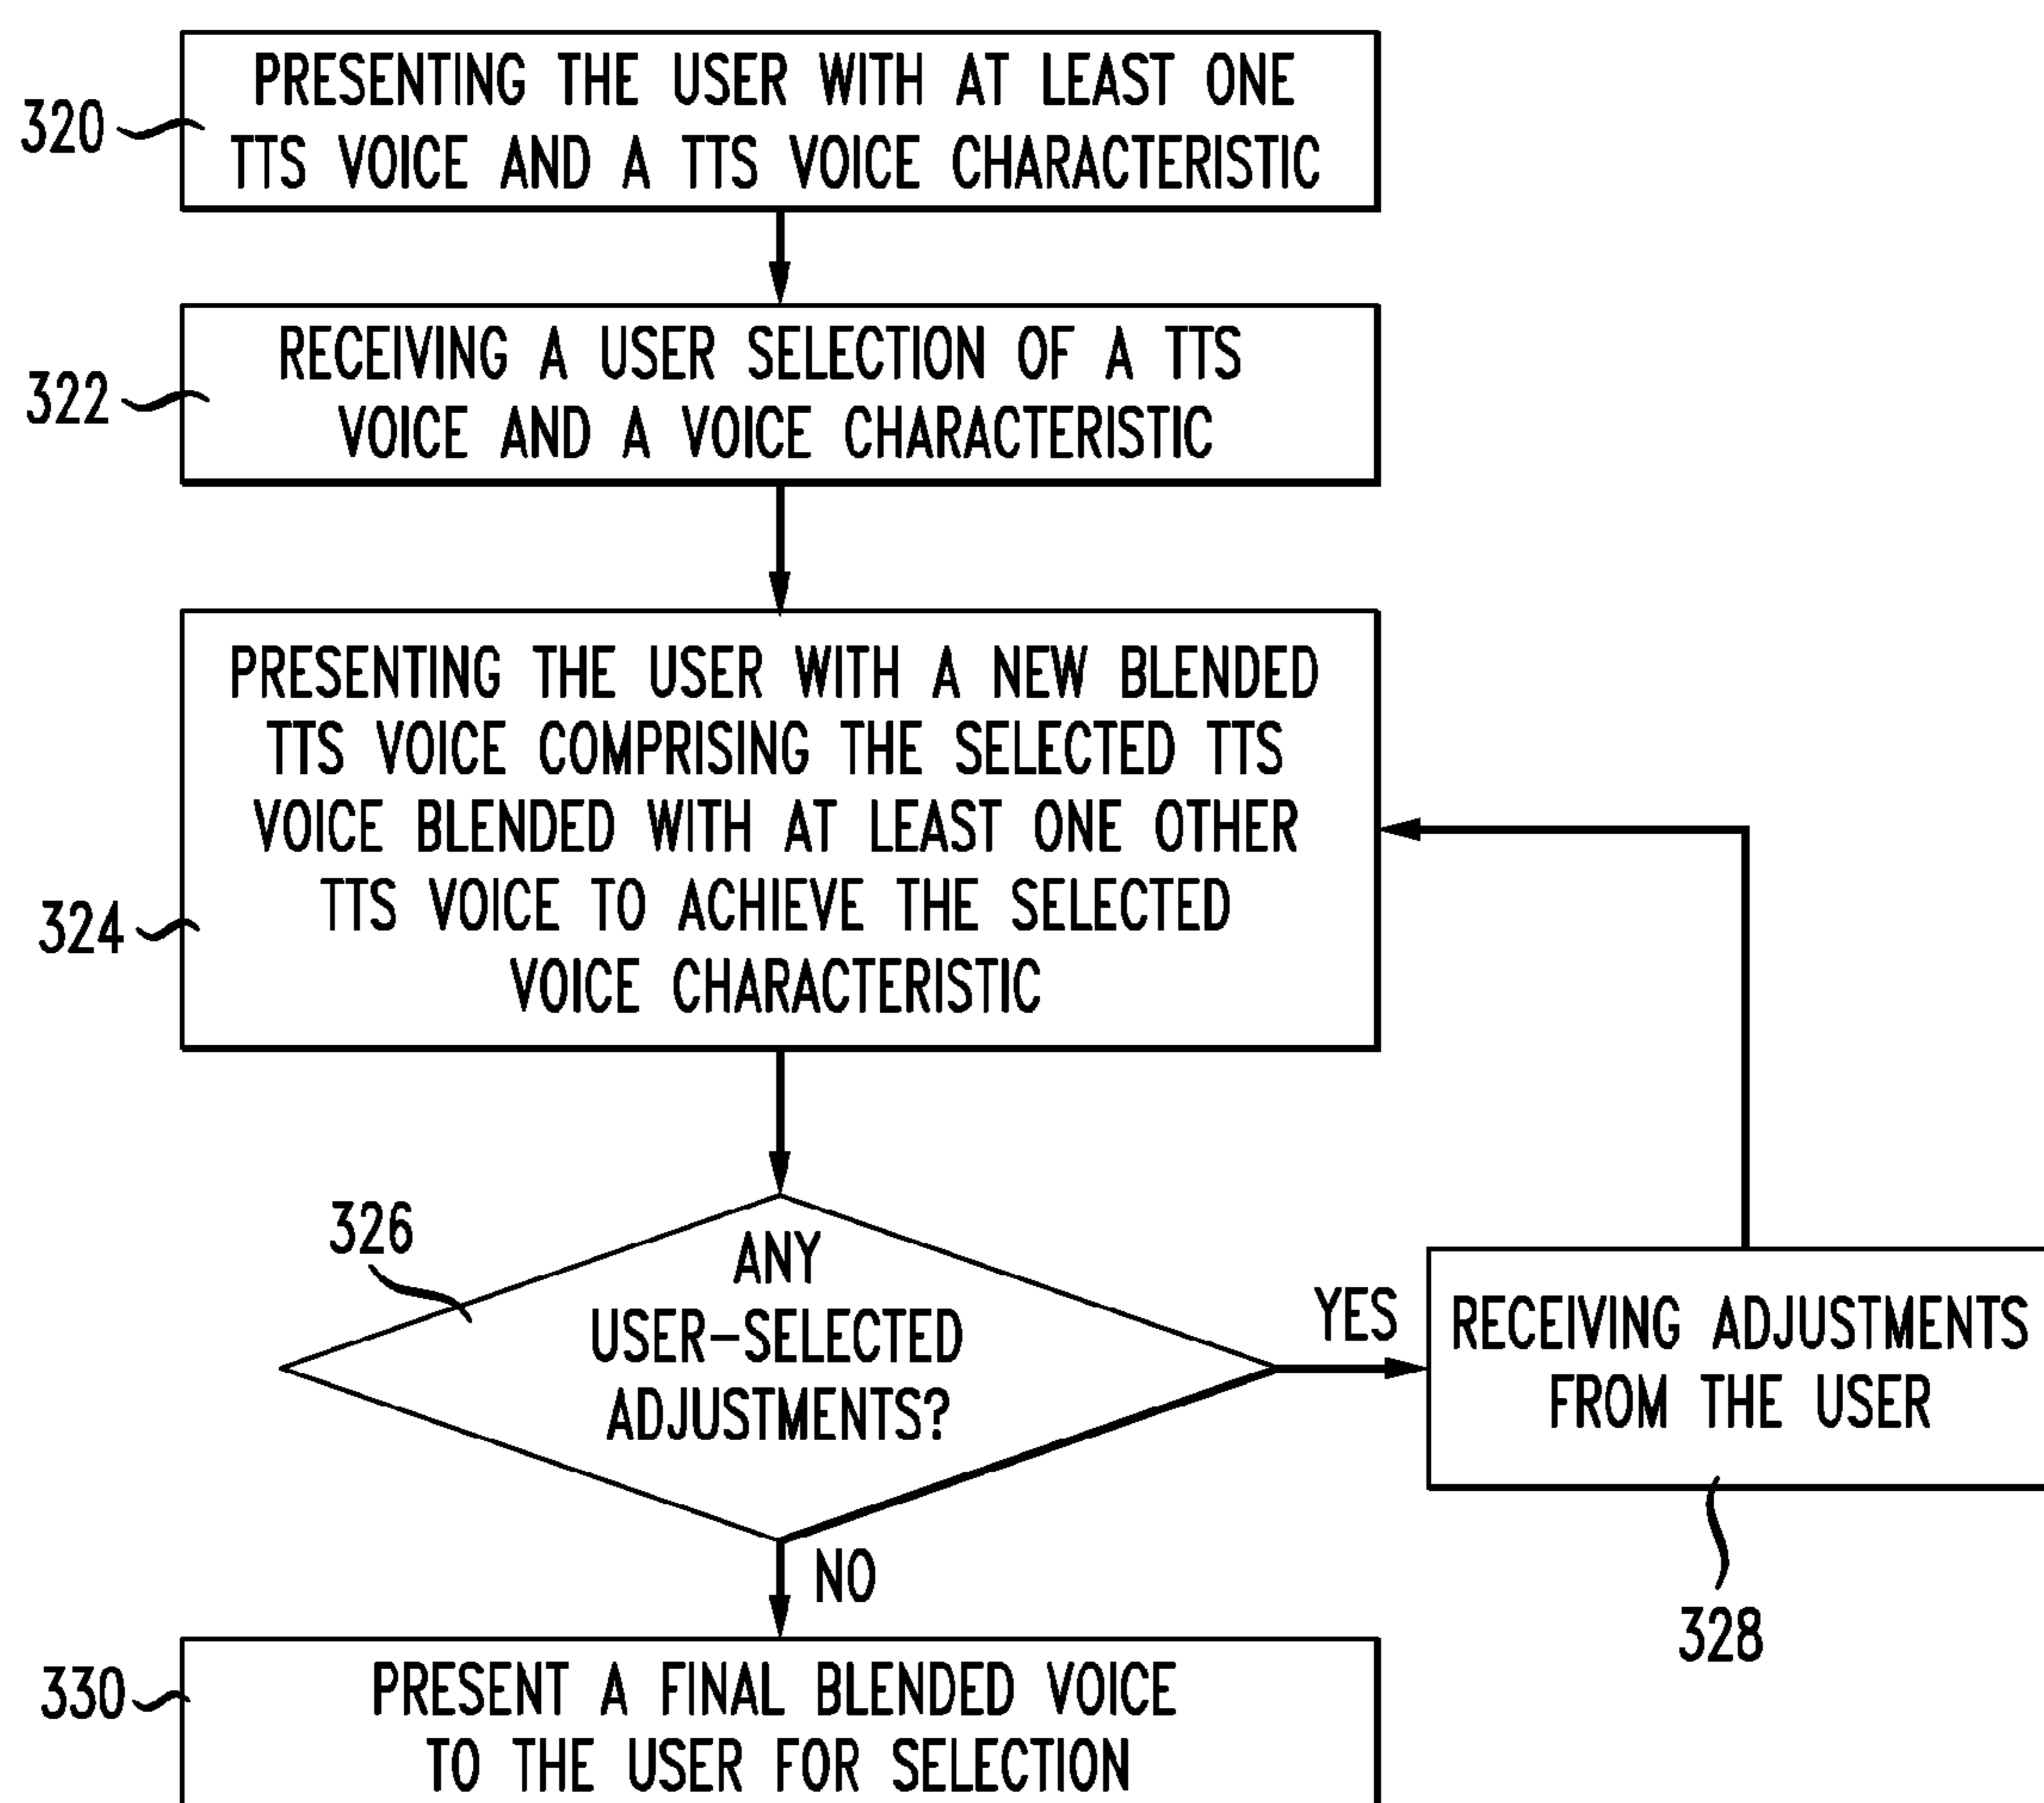 320
PRESENTING THE USER WITH AT LEAST ONE
TTS VOICE AND A TTS VOICE CHARACTERISTIC
322
RECEIVING A USER SELECTION OF A TTS
VOICE AND A VOICE CHARACTERISTIC
324
PRESENTING THE USER WITH A NEW BLENDED
TTS VOICE COMPRISING THE SELECTED TTS
VOICE BLENDED WITH AT LEAST ONE OTHER
TTS VOICE TO ACHIEVE THE SELECTED
VOICE CHARACTERISTIC
326
ANY
USER-SELECTED
ADJUSTMENTS?
YES
RECEIVING ADJUSTMENTS
FROM THE USER
328
NO
330
PRESENT A FINAL BLENDED VOICE
TO THE USER FOR SELECTION